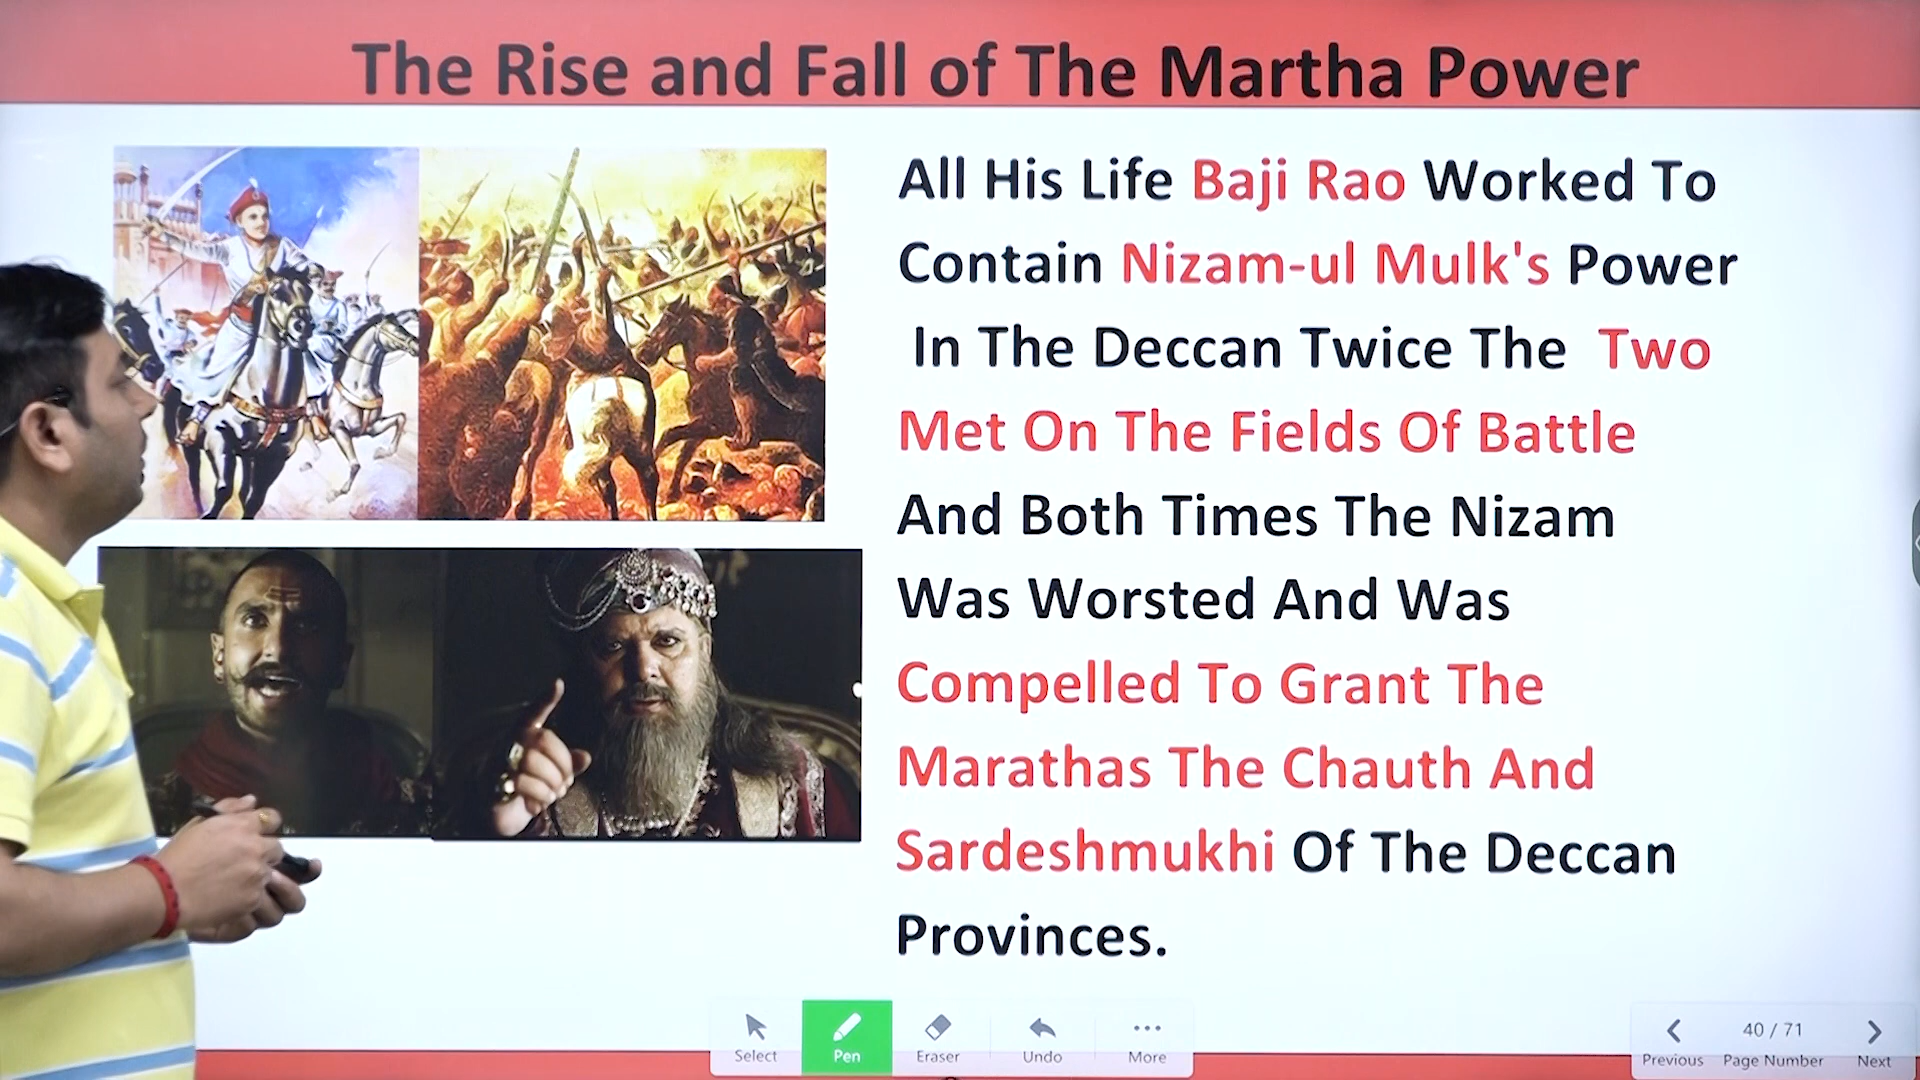 The Rise and Fall of The Martha Power
All His Life Baji Rao Worked To
Contain Nizam-ul Mulk's Power
In The Deccan Twice The Two
Met On The Fields Of Battle
And Both Times The Nizam
Was Worsted And Was
Compelled To Grant The
Marathas The Chauth And
Sardeshmukhi Of The Deccan
Provinces.
Select
Pen
Eraser
Undo
More
40 / 71
Previous
Page Number
Next